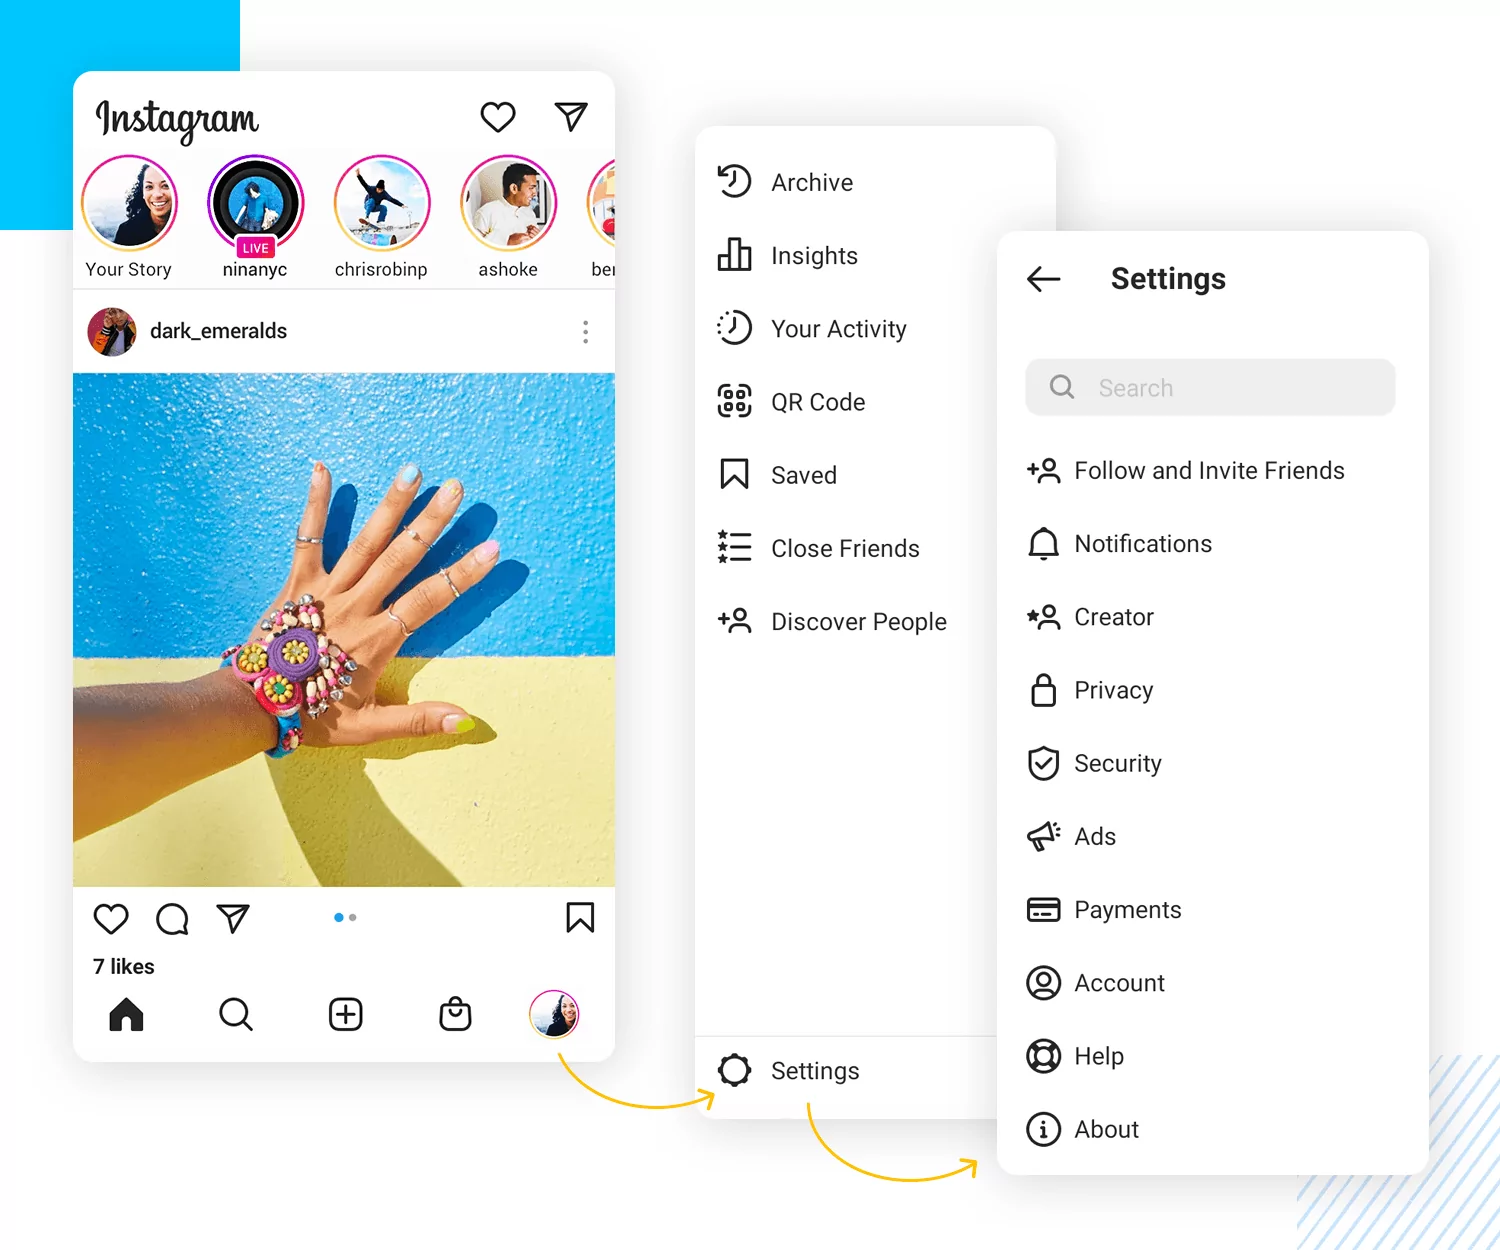 Instagram
Your Story
LIVE
ninanyc
chrisrobinp
ashoke
ber
dark_emeralds
7 likes
Archive
Insights
Your Activity
QR Code
Saved
Close Friends
Discover People
Settings
Settings
Search
Follow and Invite Friends
Notifications
Creator
Privacy
Security
Ads
Payments
Account
Help
About